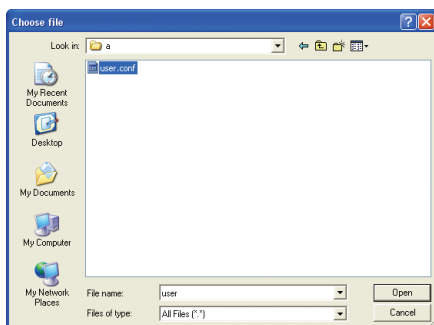 Choose file
Look in:
a
user.conf
My Recent
Documents
Desktop
My Documents
My Computer
My Network
Places
File name:
user
Open
Files of type:
All Files (*.*)
Cancel